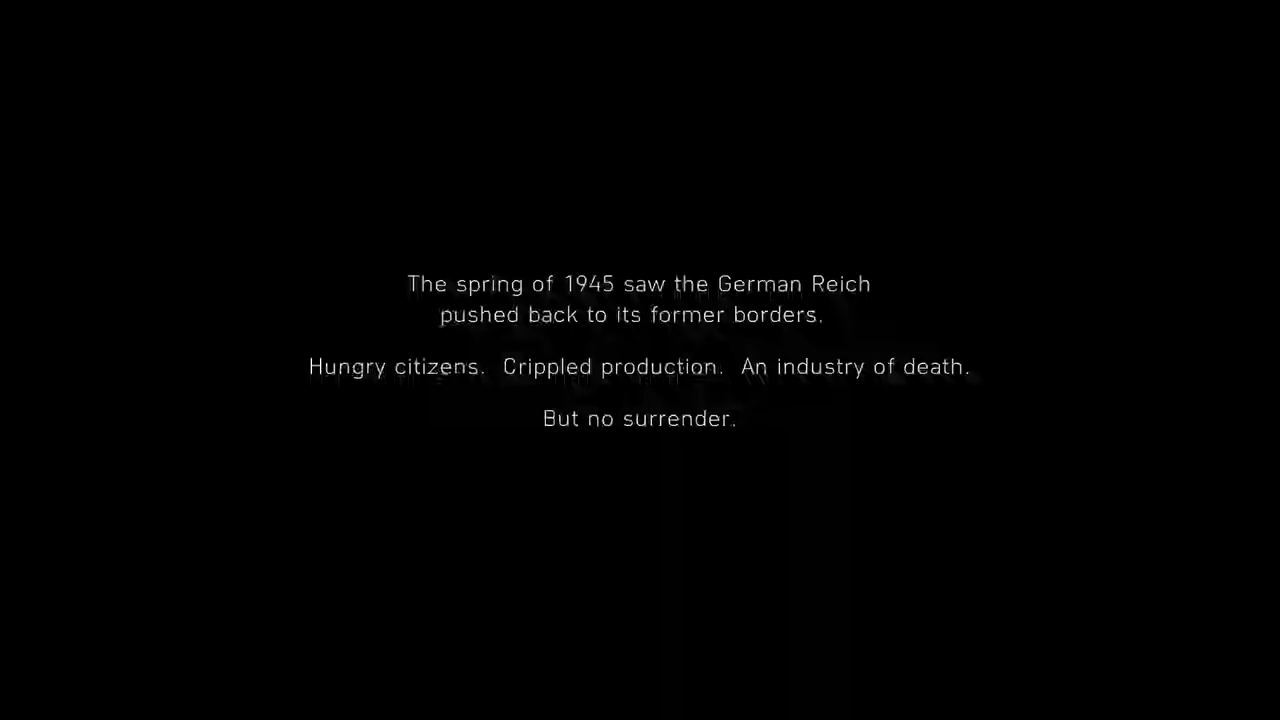 The spring of 1945 saw the German Reich
pushed back to its former borders.
Hungry citizens. Crippled production. An industry of death.
But no surrender.